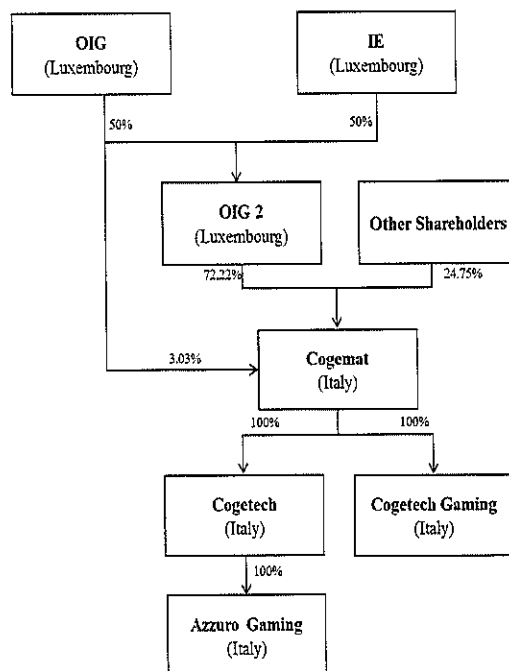 OIG
(Luxembourg)
IE
(Luxembourg)
50%
50%
OIG 2
(Luxembourg)
Other Shareholders
72.22%
24.75%
3.03%
Cogemat
(Italy)
100%
100%
Cogetech
(Italy)
Cogetech Gaming
(Italy)
100%
Azzuro Gaming
(Italy)